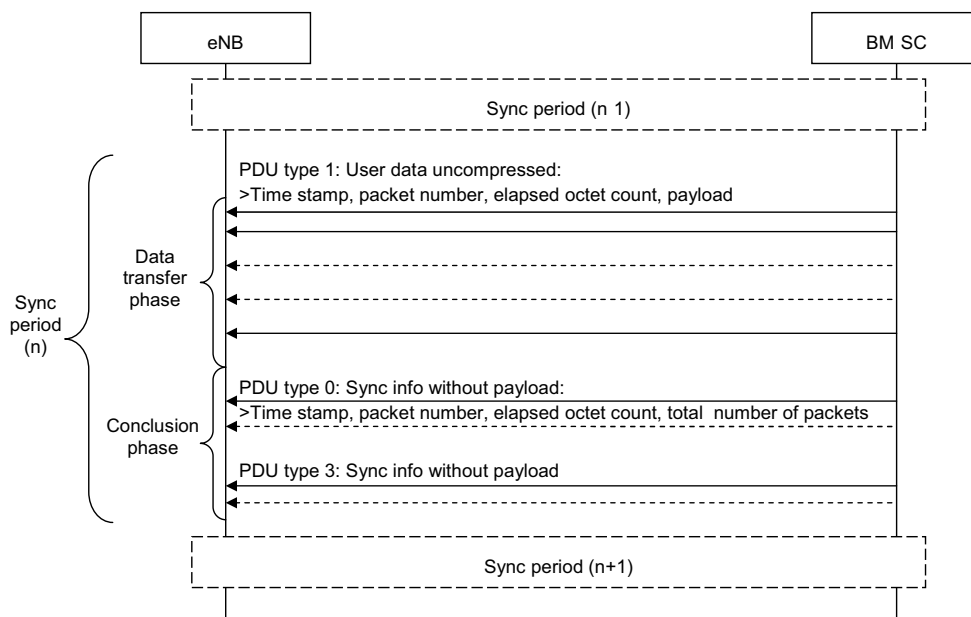 eNB
BM SC
Sync period (n 1)
PDU type 1: User data uncompressed:
>Time stamp, packet number, elapsed octet count, payload
Data
transfer
phase
Sync
period
(n)
PDU type 0: Sync info without payload:
>Time stamp, packet number, elapsed octet count, total number of packets
Conclusion
phase
PDU type 3: Sync info without payload
Sync period (n+1)